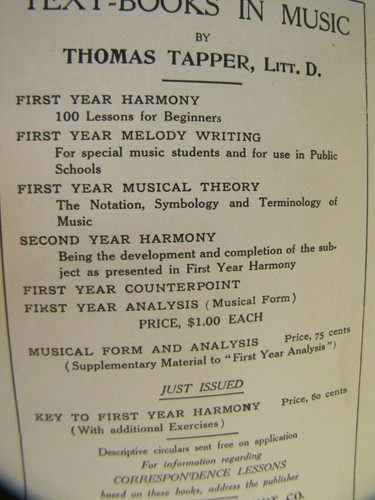 TEXT-BOOKS IN MUSIC
BY
THOMAS TAPPER, LITT. D.
FIRST YEAR HARMONY
100 Lessons for Beginners
FIRST YEAR MELODY WRITING
For special music students and for use in Public
Schools
FIRST YEAR MUSICAL THEORY
The Notation, Symbology and Terminology of
Music
SECOND YEAR HARMONY
Being the development and completion of the sub-
ject as presented in First Year Harmony
FIRST YEAR COUNTERPOINT
FIRST YEAR ANALYSIS (Musical Form)
PRICE, $1.00 EACH
MUSICAL FORM AND ANALYSIS Price, 75 cents
(Supplementary Material to "First Year Analysis")
JUST ISSUED
KEY TO FIRST YEAR HARMONY Price, 60 cents
(With additional Exercises)
Descriptive circulars sent free on application
For information regarding
CORRESPONDENCE LESSONS
based on these books, address the publisher
CO.